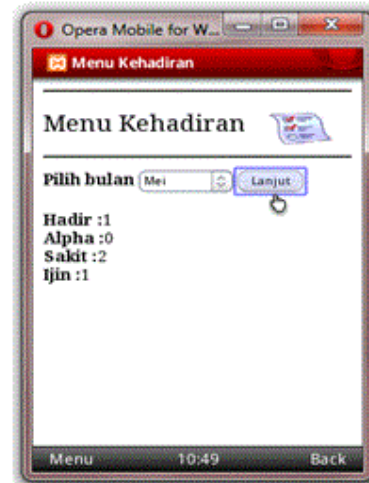 Opera Mobile for W...
Menu Kehadiran
Menu Kehadiran
Pilih bulan Mei Lanjut
Hadir :1
Alpha :0
Sakit :2
Ijin :1
Menu 10:49 Back